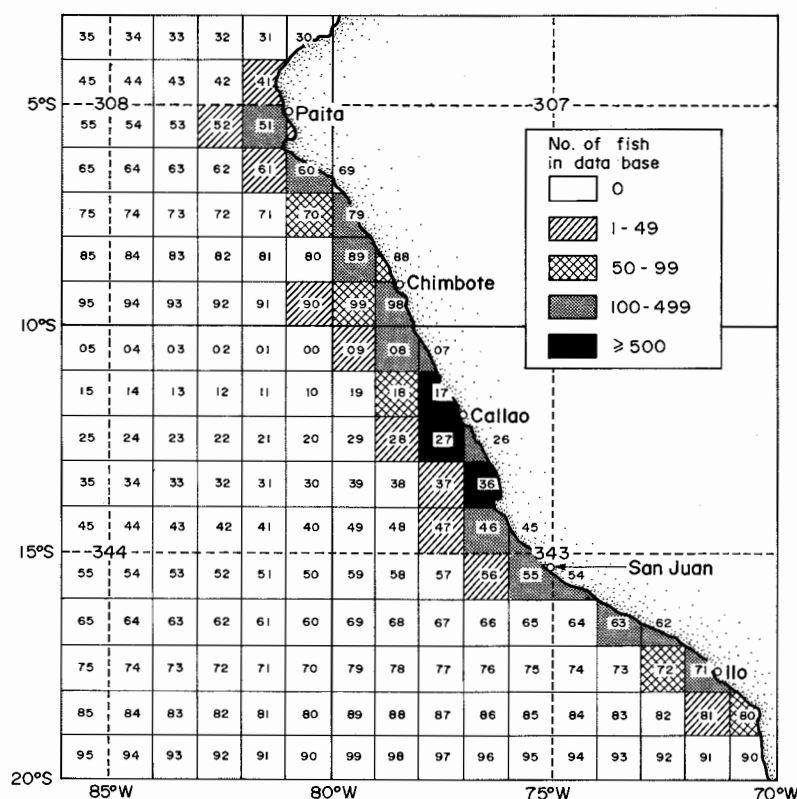 35 34 33 32 31 30
45 44 43 42 41
5°S 308 307
Paita
55 54 53 52 51
No. of fish
in data base
65 64 63 62 61 60 69
0
75 74 73 72 71 70 79
1-49
85 84 83 82 81 80 89 88
50-99
Chimbote
95 94 93 92 91 90 99 98
100-499
10°S
05 04 03 02 01 00 09 08 07
≥500
15 14 13 12 11 10 19 18 17
Callao
25 24 23 22 21 20 29 28 27 26
35 34 33 32 31 30 39 38 37 36
45 44 43 42 41 40 49 48 47 46 45
15°S 344 343
San Juan
55 54 53 52 51 50 59 58 57 56 55 54
65 64 63 62 61 60 69 68 67 66 65 64 63 62
75 74 73 72 71 70 79 78 77 76 75 74 73 72 71 Ilo
85 84 83 82 81 80 89 88 87 86 85 84 83 82 81 80
95 94 93 92 91 90 99 98 97 96 95 94 93 92 91 90
20°S
85°W 80°W 75°W 70°W